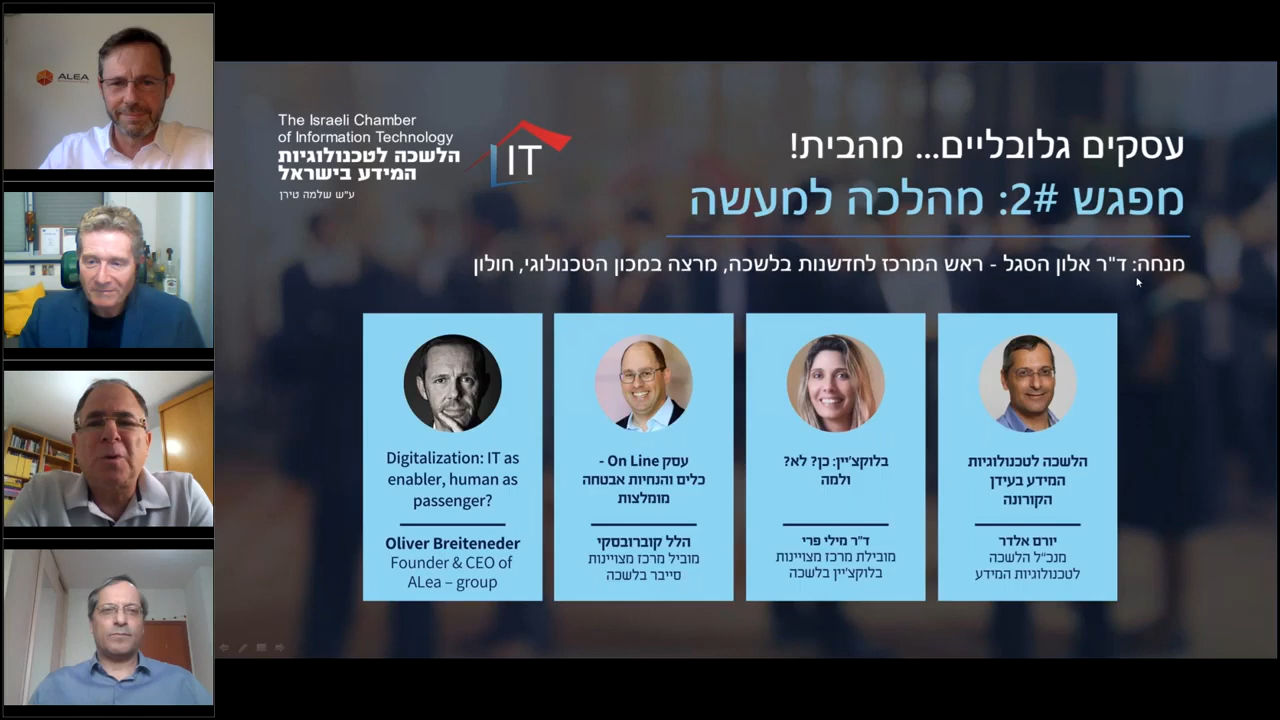 ALEA
The Israeli Chamber
of Information Technology
הלשכה לטכנולוגיות
המידע בישראל
ע"ש שלמה טירן
IT
עסקים גלובליים... מהבית!
מפגש #2: מהלכה למעשה
מנחה: ד"ר אלון הסגל - ראש המרכז לחדשנות בלשכה, מרצה במכון הטכנולוגי, חולון
הלשכה לטכנולוגיות
המידע בעידן
הקורונה
יורם אלדר
מנכ"ל הלשכה
לטכנולוגיות המידע
בלוקצ'יין: כן? לא?
ולמה
ד"ר מילי פרי
מובילת מרכז מצויינות
בלוקצ'יין בלשכה
עסק On Line -
כלים והנחיות אבטחה
מומלצות
הלל קוברובסקי
מוביל מרכז מצויינות
סייבר בלשכה
Digitalization: IT as
enabler, human as
passenger?
Oliver Breiteneder
Founder & CEO of
ALea – group